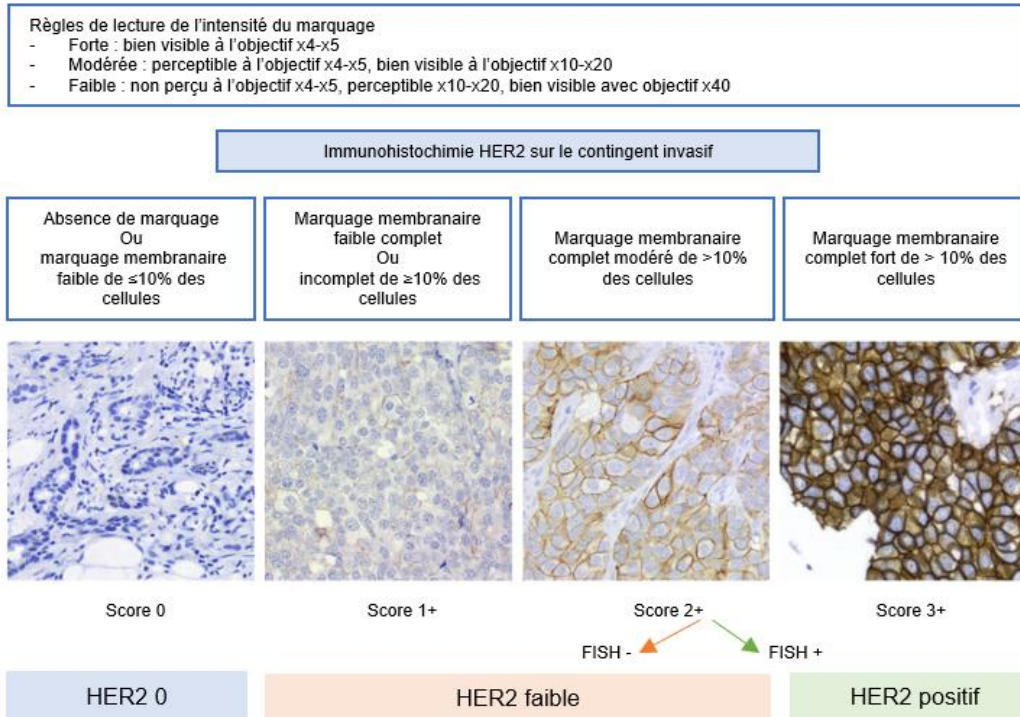 Règles de lecture de l'intensité du marquage
- Forte : bien visible à l'objectif x4-x5
- Modérée : perceptible à l'objectif x4-x5, bien visible à l'objectif x10-x20
- Faible : non perçu à l'objectif x4-x5, perceptible x10-x20, bien visible avec objectif x40
Immunohistochimie HER2 sur le contingent invasif
Absence de marquage
Ou
marquage membranaire
faible de ≤10% des
cellules
Marquage membranaire
faible complet
Ou
incomplet de ≥10% des
cellules
Marquage membranaire
complet modéré de >10%
des cellules
Marquage membranaire
complet fort de > 10% des
cellules
Score 0
Score 1+
Score 2+
Score 3+
FISH -
FISH +
HER2 0
HER2 faible
HER2 positif